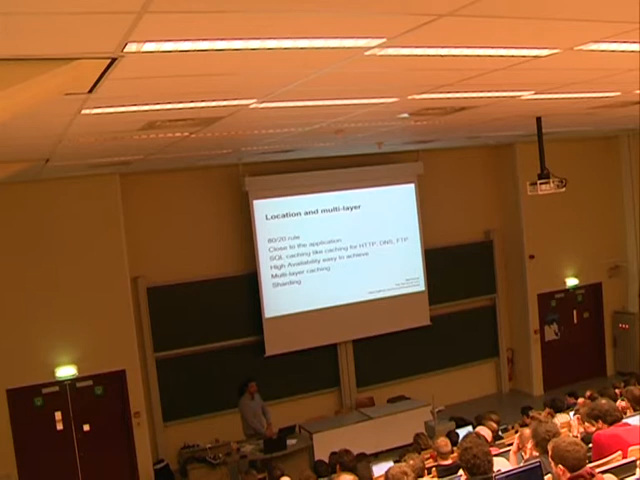 Location and multi-layer
80/20 rule
Close to the application
SQL caching like caching for HTTP, DNS, FTP
High Availability easy to achieve
Multi-layer caching
Sharding